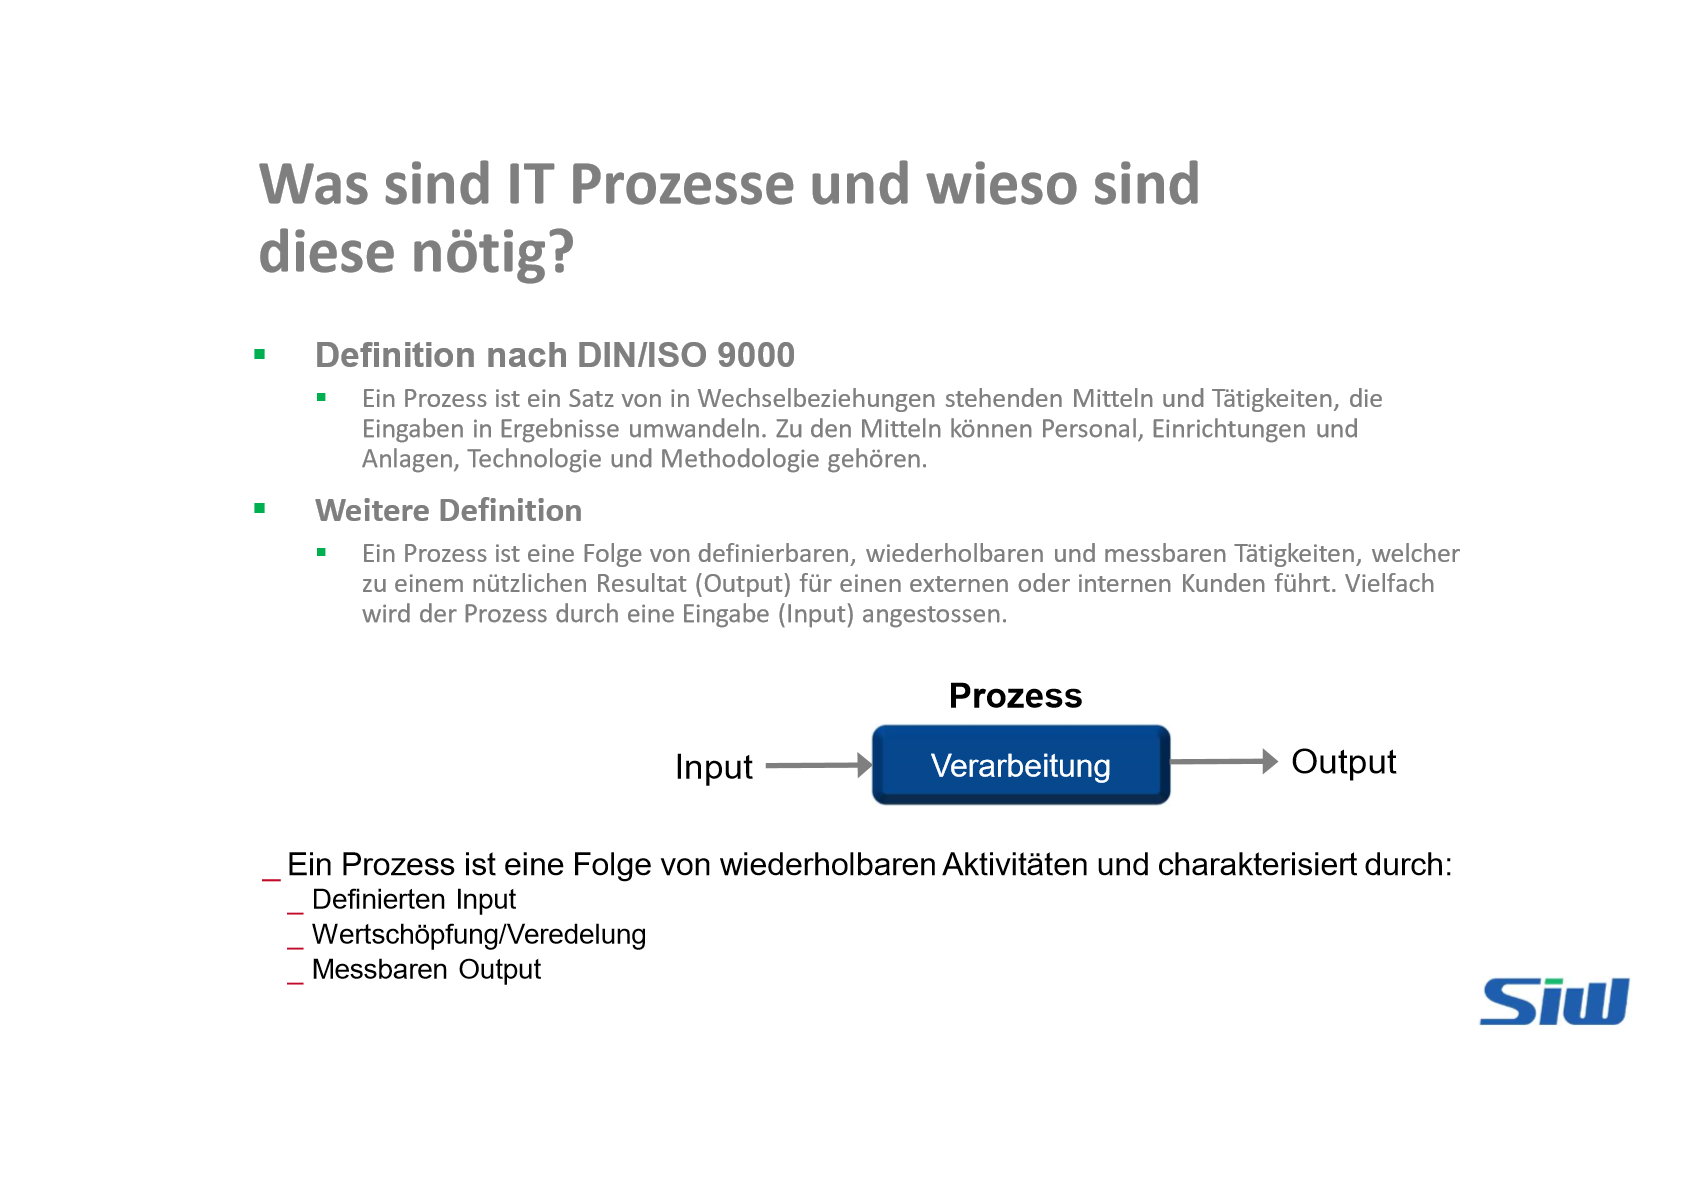 Was sind IT Prozesse und wieso sind
diese nötig?
Definition nach DIN/ISO 9000
Ein Prozess ist ein Satz von in Wechselbeziehungen stehenden Mitteln und Tätigkeiten, die
Eingaben in Ergebnisse umwandeln. Zu den Mitteln können Personal, Einrichtungen und
Anlagen, Technologie und Methodologie gehören.
Weitere Definition
Ein Prozess ist eine Folge von definierbaren, wiederholbaren und messbaren Tätigkeiten, welcher
zu einem nützlichen Resultat (Output) für einen externen oder internen Kunden führt. Vielfach
wird der Prozess durch eine Eingabe (Input) angestossen.
Prozess
Input
Verarbeitung
Output
_ Ein Prozess ist eine Folge von wiederholbaren Aktivitäten und charakterisiert durch:
_ Definierten Input
_ Wertschöpfung/Veredelung
_ Messbaren Output
Siw